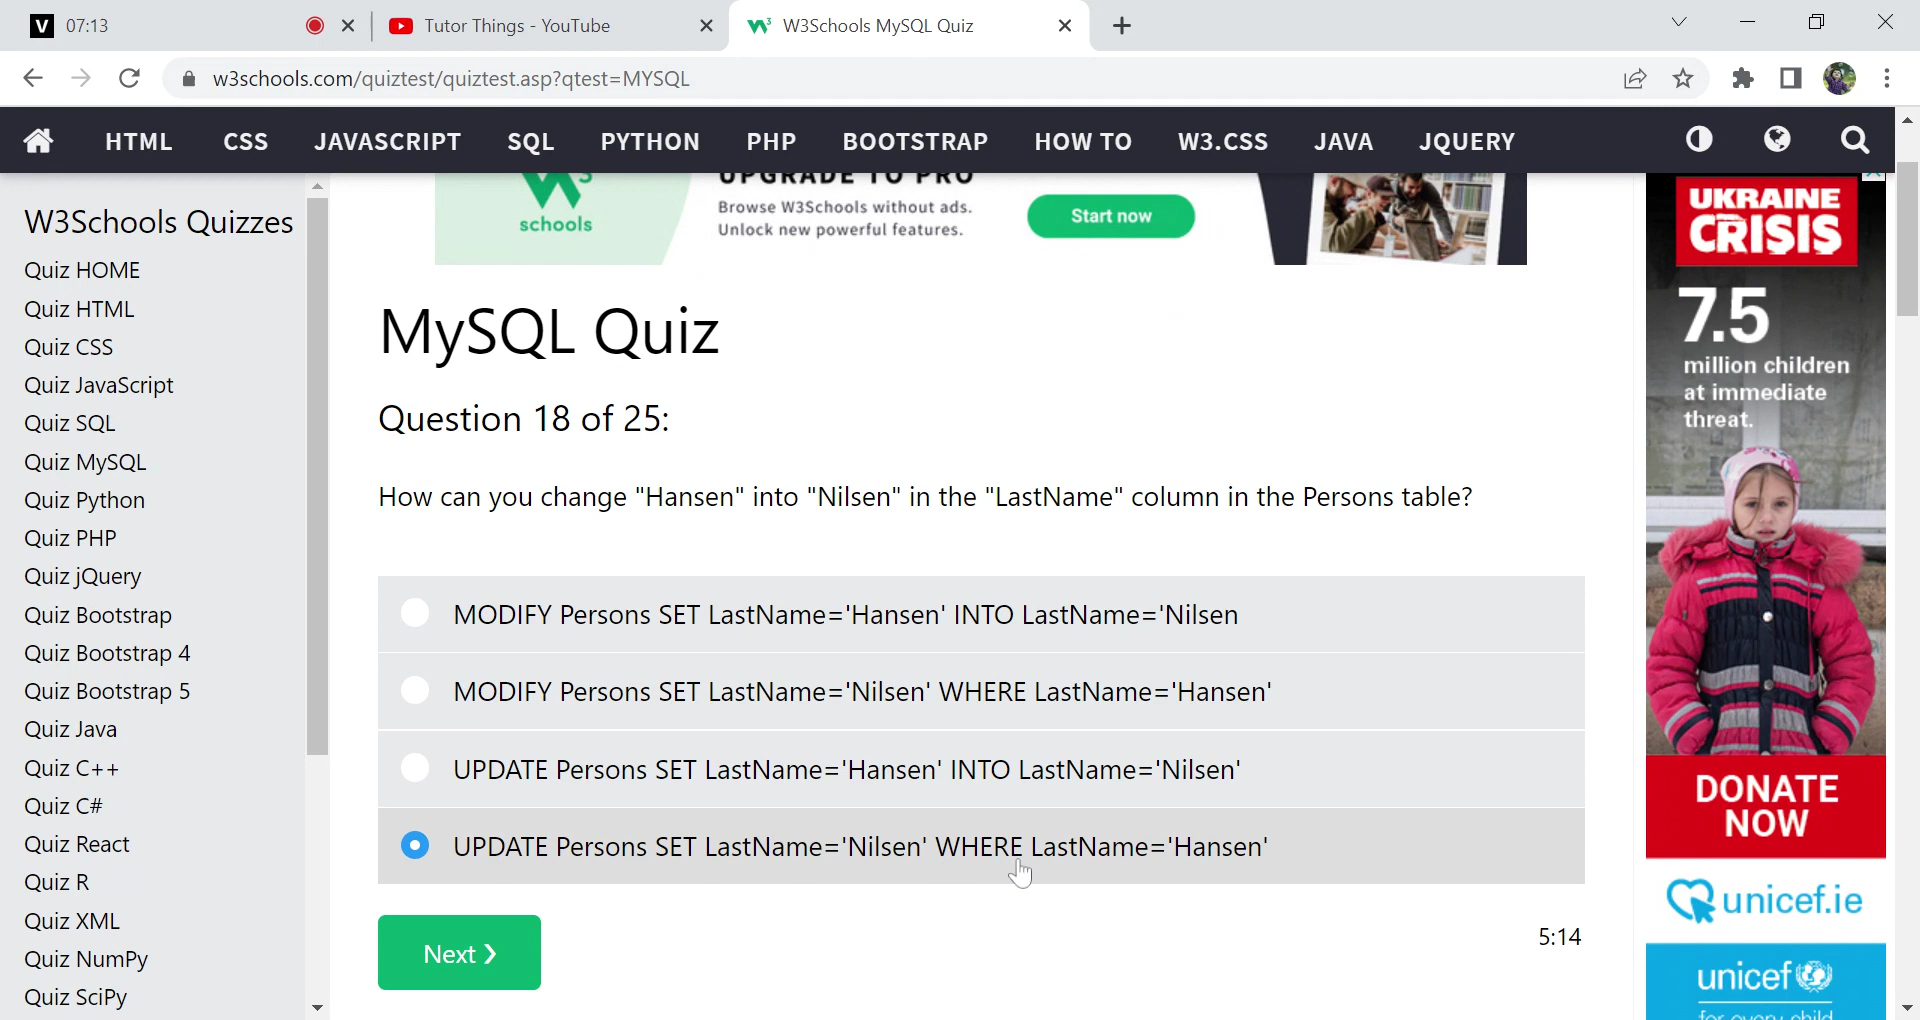 V 07:13
Tutor Things - YouTube
W3Schools MySQL Quiz
w3schools.com/quiztest/quiztest.asp?qtest=MYSQL
HTML CSS JAVASCRIPT SQL PYTHON PHP BOOTSTRAP HOW TO W3.CSS JAVA JQUERY
W3Schools Quizzes
Quiz HOME
Quiz HTML
Quiz CSS
Quiz JavaScript
Quiz SQL
Quiz MySQL
Quiz Python
Quiz PHP
Quiz jQuery
Quiz Bootstrap
Quiz Bootstrap 4
Quiz Bootstrap 5
Quiz Java
Quiz C++
Quiz C#
Quiz React
Quiz R
Quiz XML
Quiz NumPy
Quiz SciPy
W3
schools
UPGRADE TO PRO
Browse W3Schools without ads.
Unlock new powerful features.
Start now
MySQL Quiz
Question 18 of 25:
How can you change "Hansen" into "Nilsen" in the "LastName" column in the Persons table?
MODIFY Persons SET LastName='Hansen' INTO LastName='Nilsen
MODIFY Persons SET LastName='Nilsen' WHERE LastName='Hansen'
UPDATE Persons SET LastName='Hansen' INTO LastName='Nilsen'
UPDATE Persons SET LastName='Nilsen' WHERE LastName='Hansen'
Next ❯
5:14
UKRAINE
CRISIS
7.5
million children
at immediate
threat.
DONATE
NOW
unicef.ie
unicef
for every child